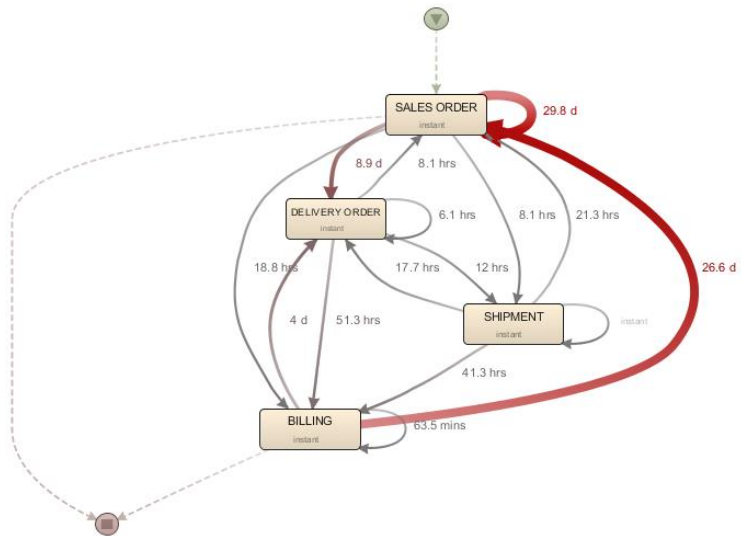 SALES ORDER
instant
29.8 d
8.9 d
8.1 hrs
DELIVERY ORDER
instant
6.1 hrs
8.1 hrs
21.3 hrs
18.8 hrs
17.7 hrs
12 hrs
26.6 d
SHIPMENT
instant
instant
4 d
51.3 hrs
41.3 hrs
BILLING
instant
63.5 mins